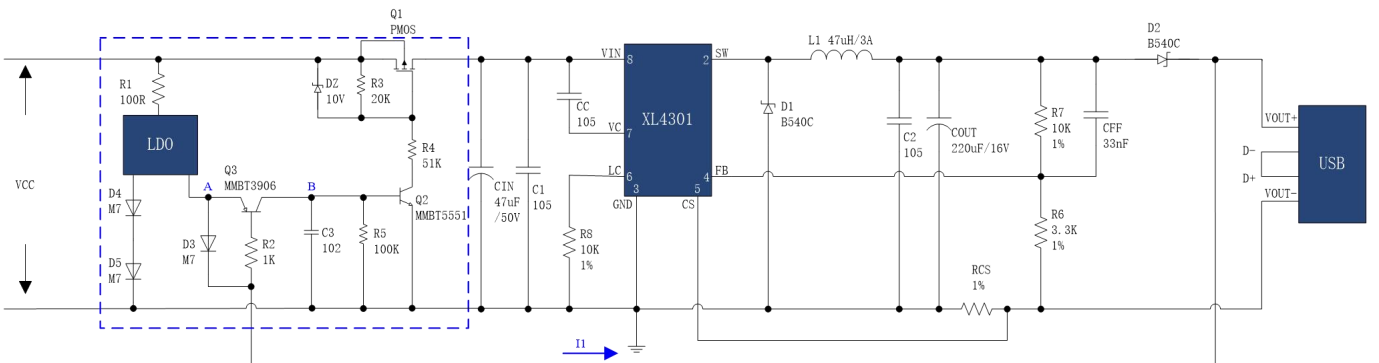 Q1
PMOS
VCC
R1
100R
LDO
D4
M7
D5
M7
A
Q3
MMBT3906
D3
M7
R2
1K
B
C3
102
R5
100K
DZ
10V
R3
20K
R4
51K
Q2
MMBT5551
CIN
47uF
/50V
C1
105
CC
105
R8
10K
1%
I1
VIN
8
VC
7
LC
6
GND
3
XL4301
SW
2
FB
4
5
CS
D1
B540C
L1 47uH/3A
C2
105
COUT
220uF/16V
R7
10K
1%
CFF
33nF
R6
3.3K
1%
RCS
1%
D2
B540C
VOUT+
D-
D+
VOUT-
USB